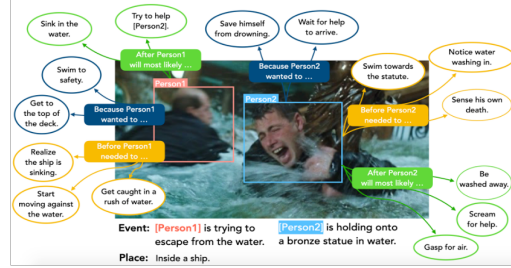 Sink in the
water.
Try to help
[Person2].
Save himself
from drowning.
Wait for help
to arrive.
After Person1
will most likely ...
Because Person2
wanted to ...
Swim towards
the statute.
Notice water
washing in.
Swim to
safety.
Person1
Person2
Because Person1
wanted to ...
Before Person2
needed to ...
Sense his own
death.
Get to
the top of
the deck.
Before Person1
needed to ...
Realize
the ship is
sinking.
Start
moving against
the water.
Get caught in a
rush of water.
After Person2
will most likely ...
Be
washed away.
Scream
for help.
Gasp for air.
Event: [Person1] is trying to
escape from the water.
[Person2] is holding onto
a bronze statue in water.
Place: Inside a ship.